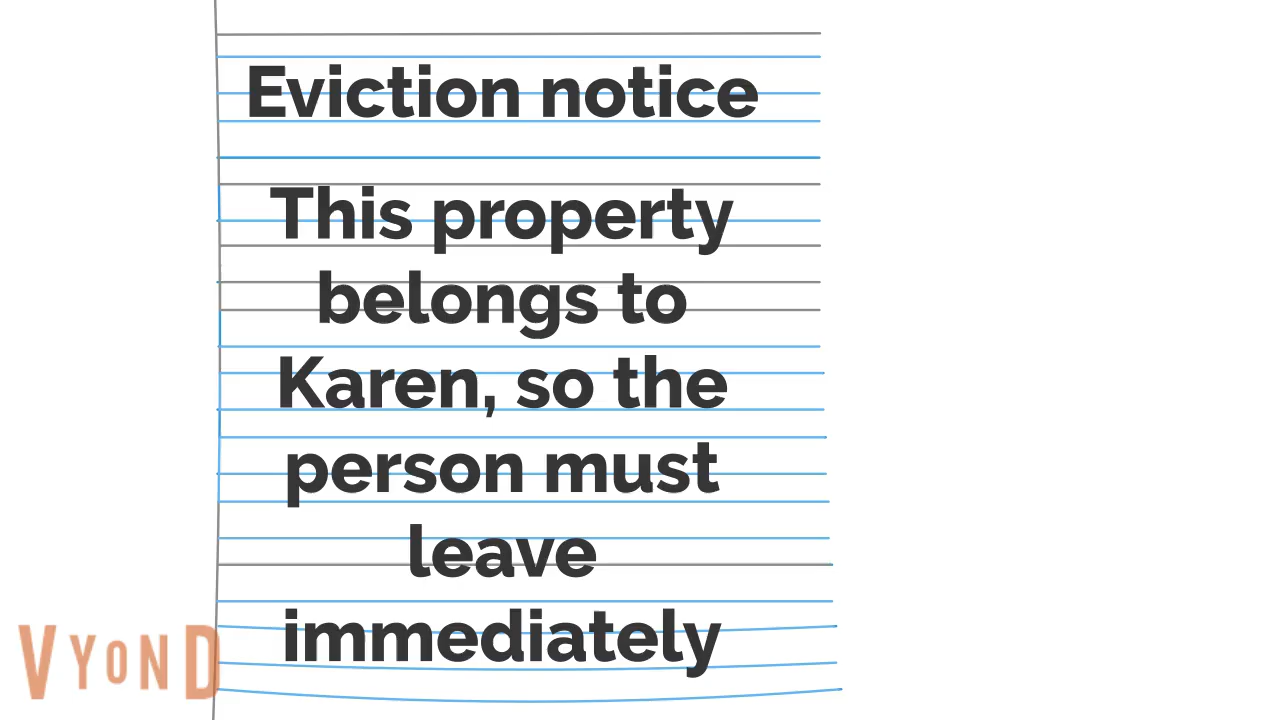 Eviction notice
This property
belongs to
Karen, so the
person must
leave
immediately
VYOND